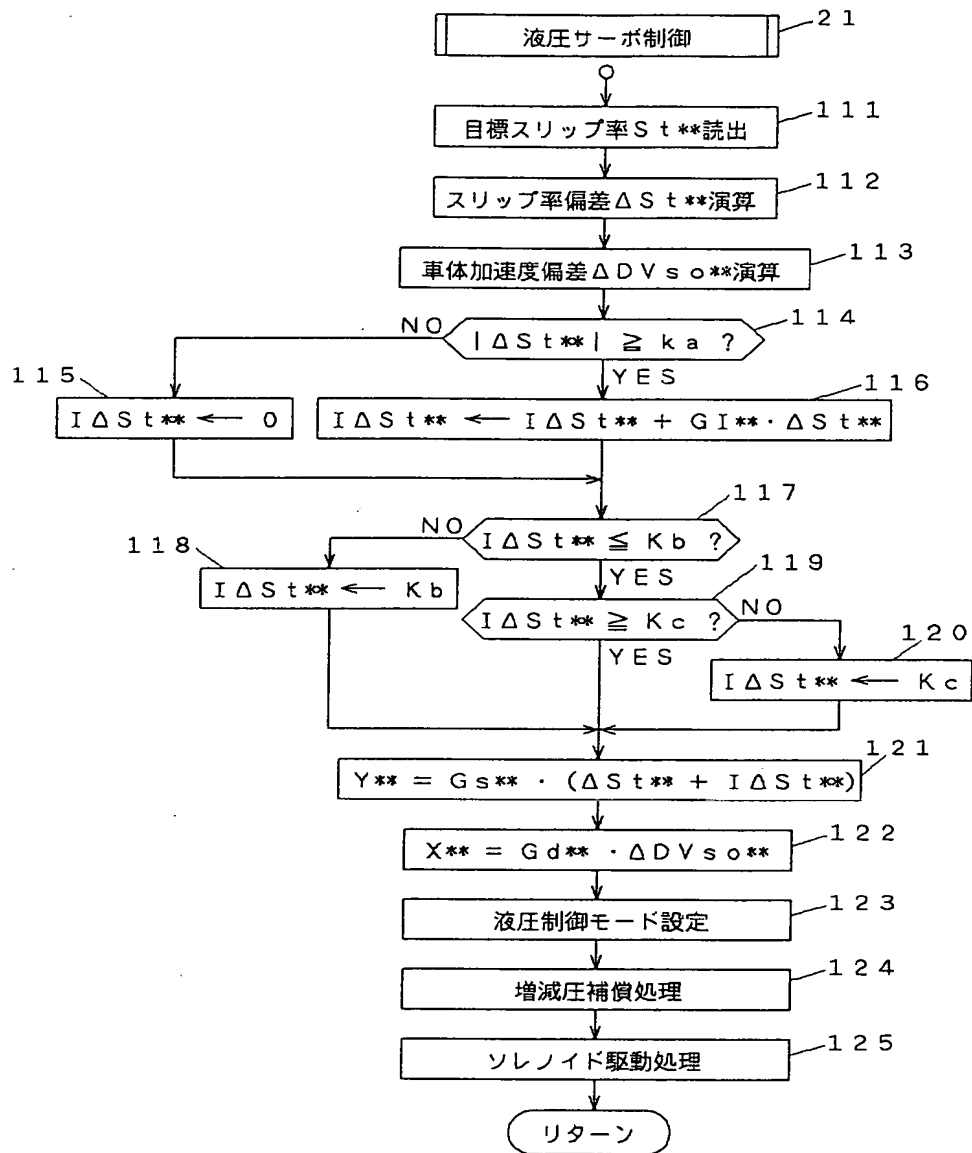 液圧サーボ制御
21
目標スリップ率St**読出
111
スリップ率偏差ΔSt**演算
112
車体加速度偏差ΔDVso**演算
113
|ΔSt**| ≧ ka ?
114
NO
YES
115
IΔSt** ← 0
116
IΔSt** ← IΔSt** + GI**・ΔSt**
117
IΔSt** ≦ Kb ?
NO
YES
118
IΔSt** ← Kb
119
IΔSt** ≧ Kc ?
NO
YES
120
IΔSt** ← Kc
121
Y** = Gs**・(ΔSt** + IΔSt**)
122
X** = Gd**・ΔDVso**
液圧制御モード設定
123
増減圧補償処理
124
ソレノイド駆動処理
125
リターン